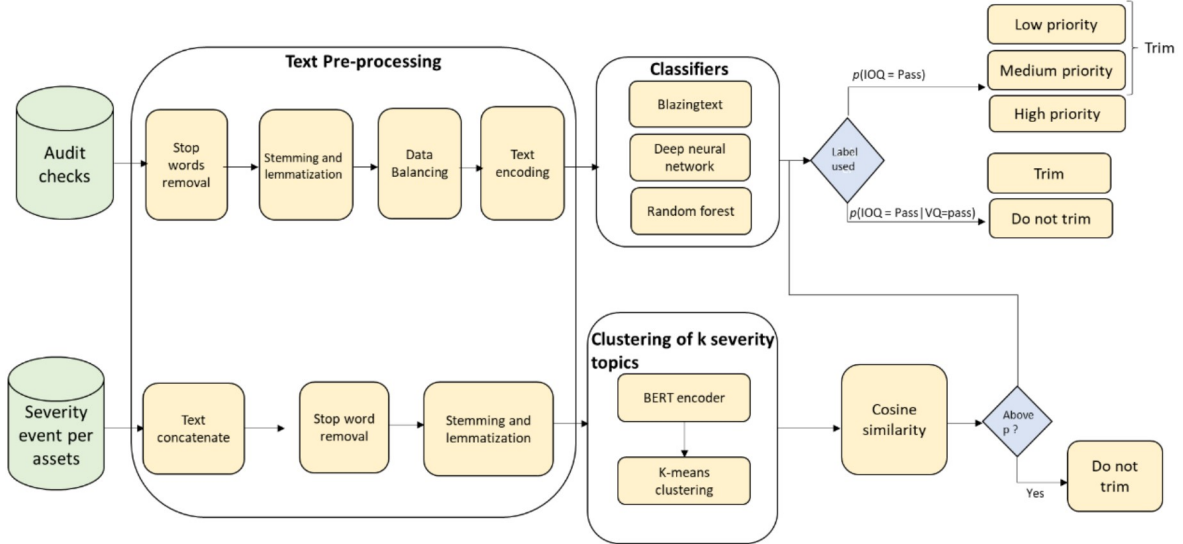 Text Pre-processing
Audit
checks
Stop
words
removal
Stemming and
lemmatization
Data
Balancing
Text
encoding
Classifiers
Blazingtext
Deep neural
network
Random forest
Label
used
p(IOQ = Pass)
Low priority
Medium priority
High priority
Trim
p(IOQ = Pass|VQ=pass)
Trim
Do not trim
Severity
event per
assets
Text
concatenate
Stop word
removal
Stemming and
lemmatization
Clustering of k severity
topics
BERT encoder
K-means
clustering
Cosine
similarity
Above
p ?
Yes
Do not
trim